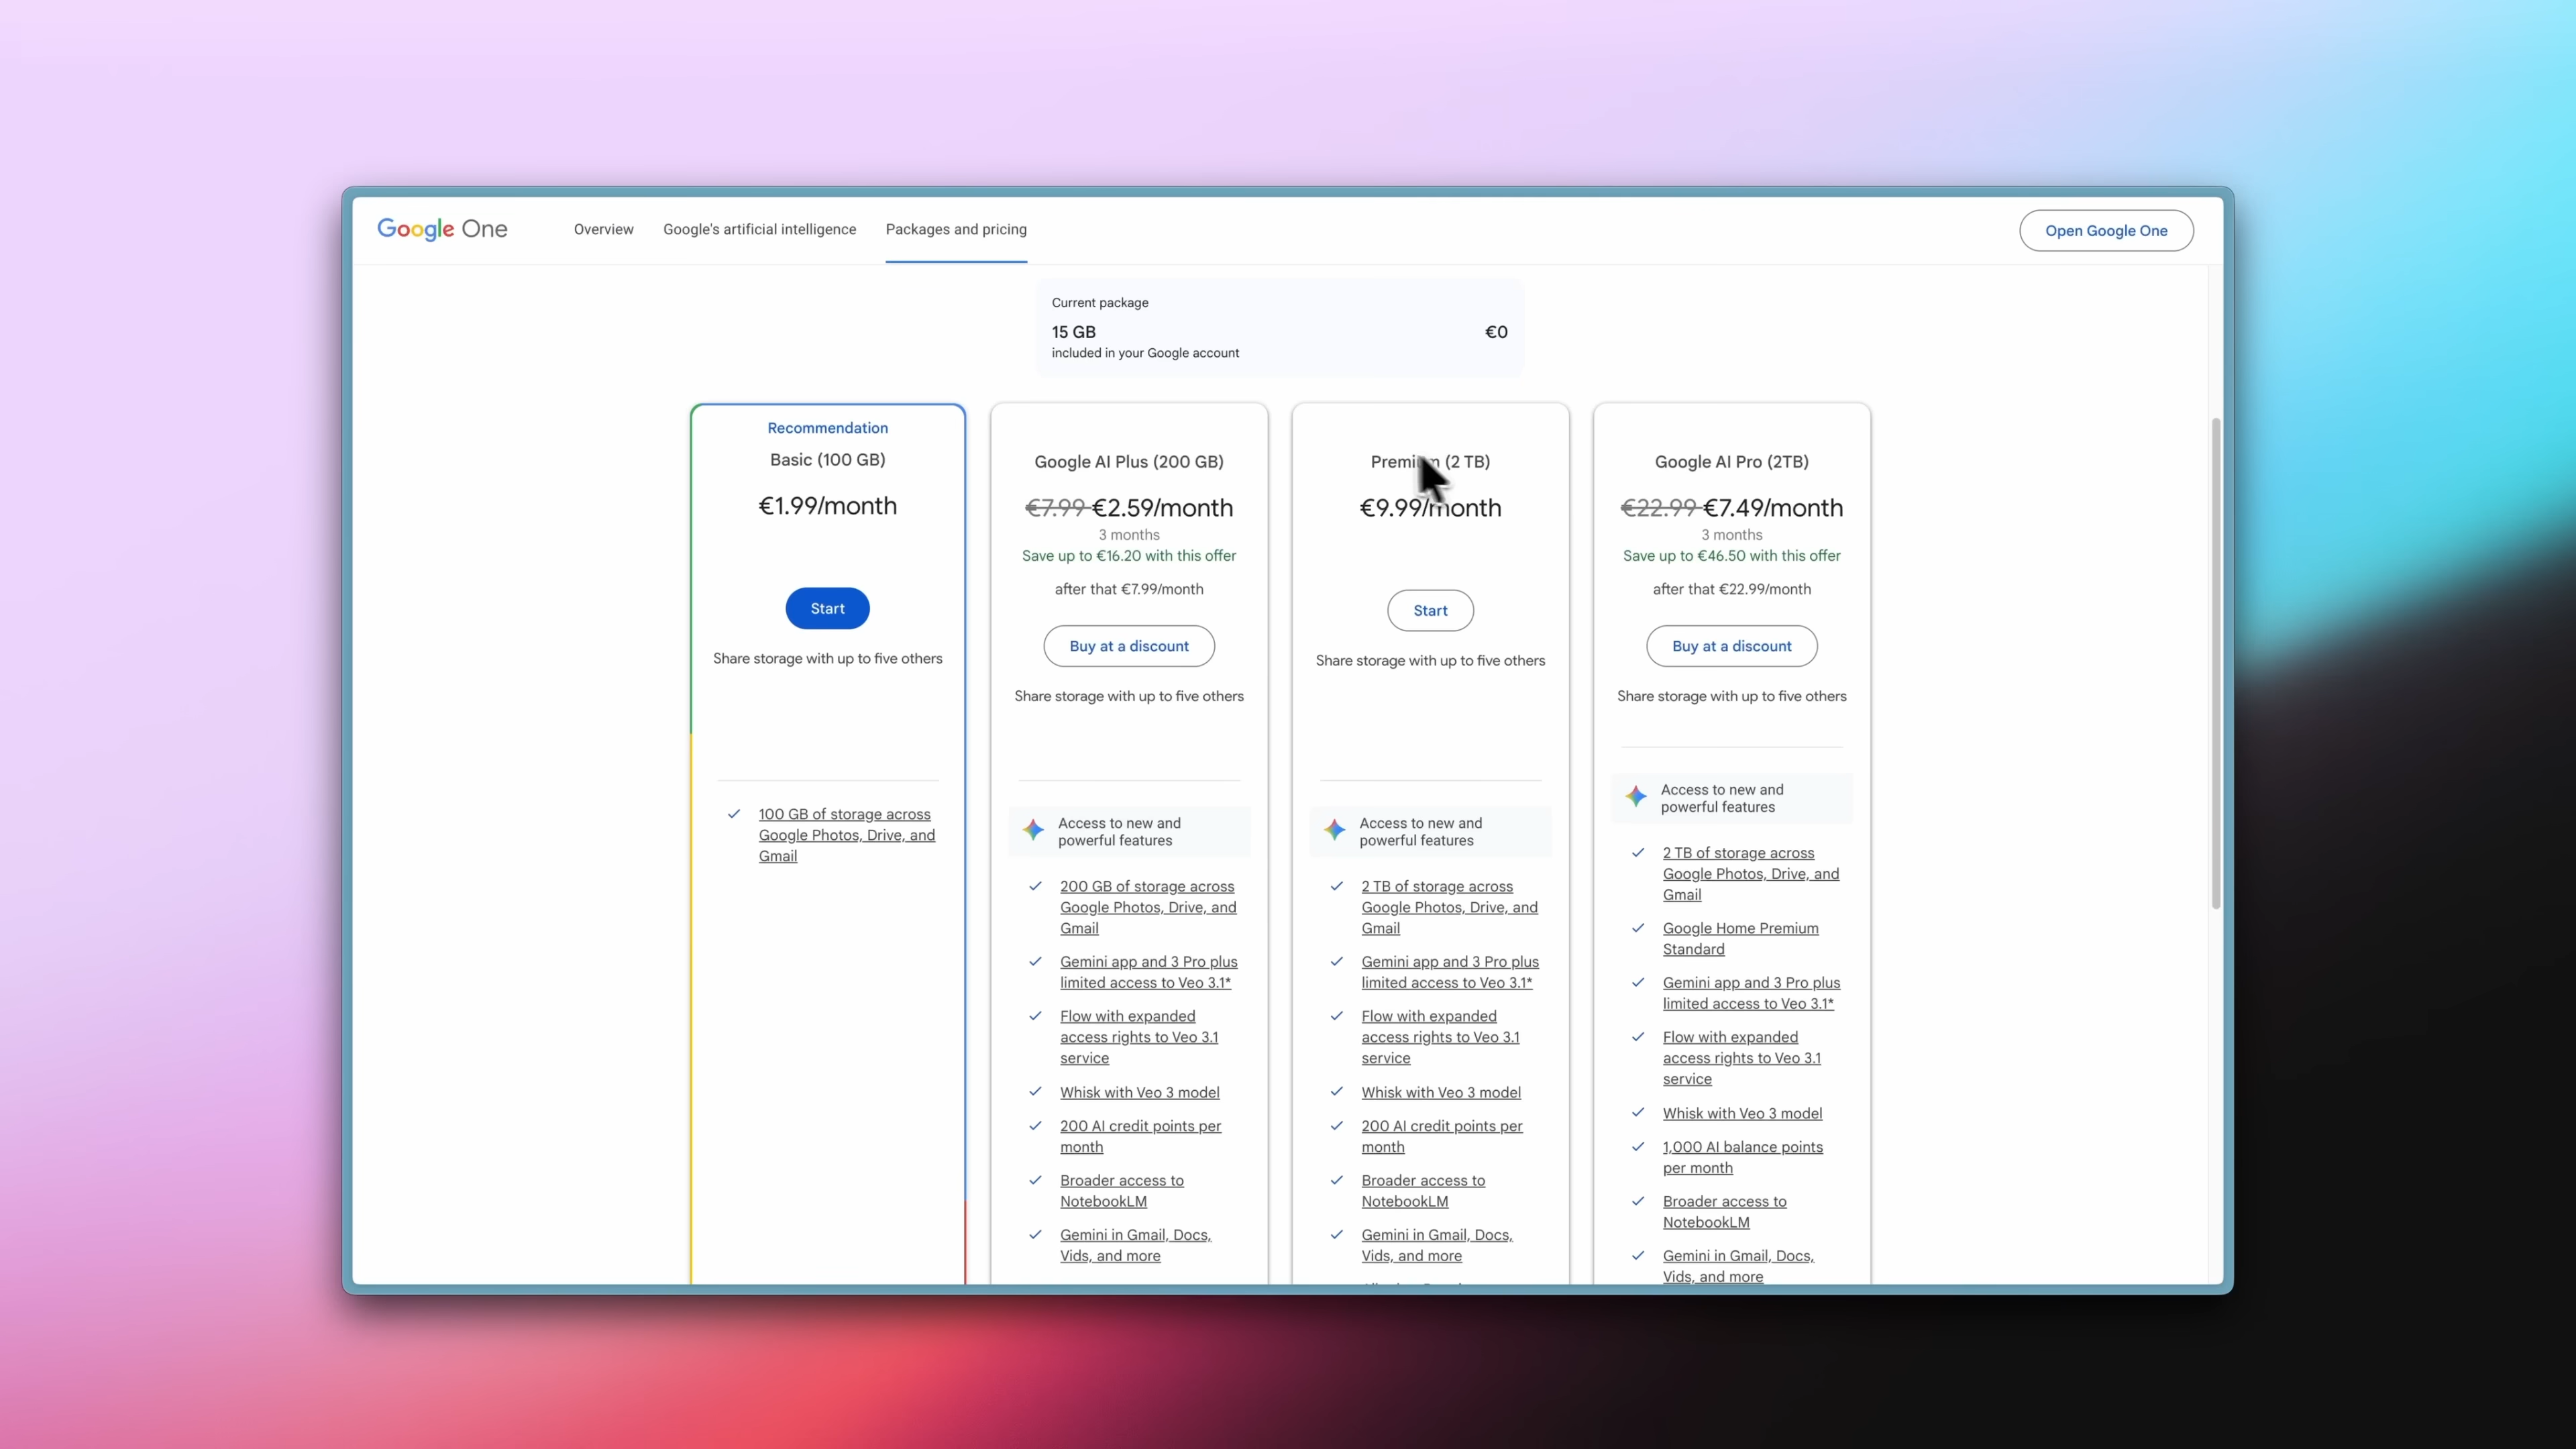 Google One
Overview
Google's artificial intelligence
Packages and pricing
Open Google One
Current package
15 GB
€0
included in your Google account
Recommendation
Basic (100 GB)
€1.99/month
Start
Share storage with up to five others
100 GB of storage across
Google Photos, Drive, and
Gmail
Google AI Plus (200 GB)
€7.99 €2.59/month
3 months
Save up to €16.20 with this offer
after that €7.99/month
Buy at a discount
Share storage with up to five others
Access to new and
powerful features
200 GB of storage across
Google Photos, Drive, and
Gmail
Gemini app and 3 Pro plus
limited access to Veo 3.1*
Flow with expanded
access rights to Veo 3.1
service
Whisk with Veo 3 model
200 AI credit points per
month
Broader access to
NotebookLM
Gemini in Gmail, Docs,
Vids, and more
Premium (2 TB)
€9.99/month
Start
Share storage with up to five others
Access to new and
powerful features
2 TB of storage across
Google Photos, Drive, and
Gmail
Gemini app and 3 Pro plus
limited access to Veo 3.1*
Flow with expanded
access rights to Veo 3.1
service
Whisk with Veo 3 model
200 AI credit points per
month
Broader access to
NotebookLM
Gemini in Gmail, Docs,
Vids, and more
Google AI Pro (2TB)
€22.99 €7.49/month
3 months
Save up to €46.50 with this offer
after that €22.99/month
Buy at a discount
Share storage with up to five others
Access to new and
powerful features
2 TB of storage across
Google Photos, Drive, and
Gmail
Google Home Premium
Standard
Gemini app and 3 Pro plus
limited access to Veo 3.1*
Flow with expanded
access rights to Veo 3.1
service
Whisk with Veo 3 model
1,000 AI balance points
per month
Broader access to
NotebookLM
Gemini in Gmail, Docs,
Vids, and more